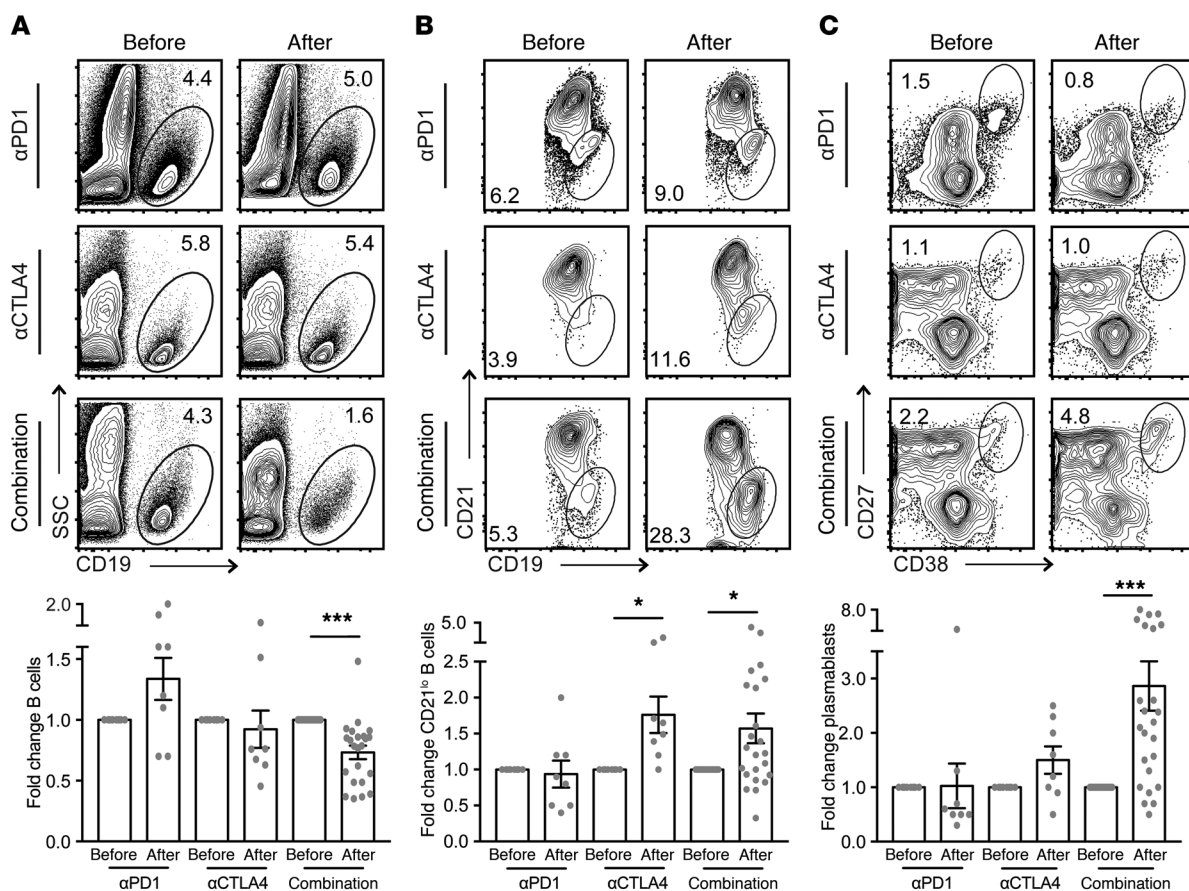 A
Before
After
αPD1
4.4
5.0
αCTLA4
5.8
5.4
Combination
4.3
1.6
SSC
CD19
2.0
1.5
1.0
0.5
0.0
Fold change B cells
***
Before After Before After Before After
αPD1 αCTLA4 Combination
B
Before
After
αPD1
6.2
9.0
αCTLA4
3.9
11.6
Combination
5.3
28.3
CD21
CD19
5.0
2.5
2.0
1.5
1.0
0.5
0.0
Fold change CD21lo B cells
*
*
Before After Before After Before After
αPD1 αCTLA4 Combination
C
Before
After
αPD1
1.5
0.8
αCTLA4
1.1
1.0
Combination
2.2
4.8
CD27
CD38
8.0
3.0
2.0
1.0
0.0
Fold change plasmablasts
***
Before After Before After Before After
αPD1 αCTLA4 Combination